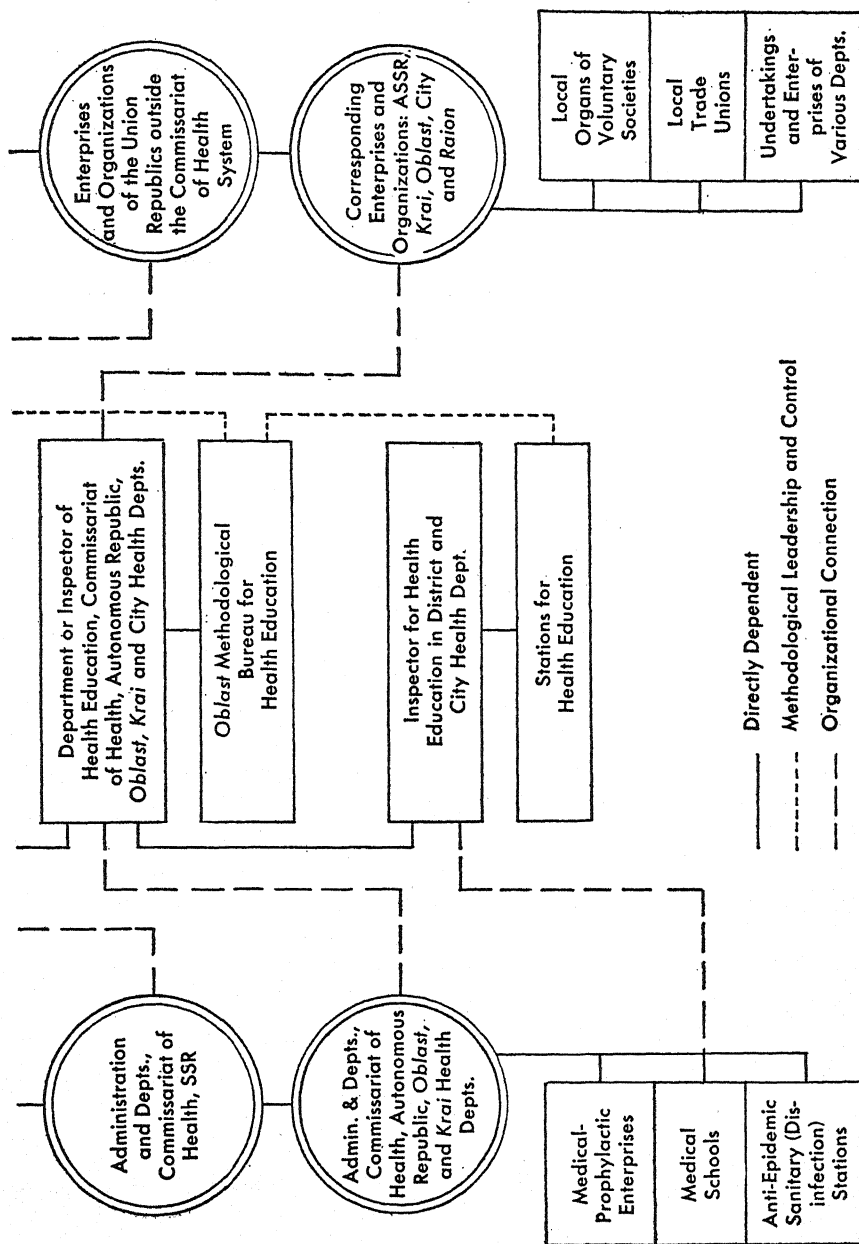 Enterprises
and Organizations
of the Union
Republics outside
the Commissariat
of Health
System
Corresponding
Enterprises and
Organizations: ASSR,
Krai, Oblast, City
and Raion
Local
Organs of
Voluntary
Societies
Local
Trade
Unions
Undertakings
and Enter-
prises of
Various Depts.
Department or Inspector of
Health Education, Commissariat
of Health, Autonomous Republic,
Oblast, Krai and City Health Depts.
Oblast Methodological
Bureau for
Health Education
Inspector for Health
Education in District and
City Health Dept.
Stations for
Health Education
Directly Dependent
Methodological Leadership and Control
Organizational Connection
Administration
and Depts.,
Commissariat of
Health, SSR
Admin. & Depts.,
Commissariat of
Health, Autonomous
Republic, Oblast,
and Krai Health
Depts.
Medical-
Prophylactic
Enterprises
Medical
Schools
Anti-Epidemic
Sanitary (Dis-
infection)
Stations